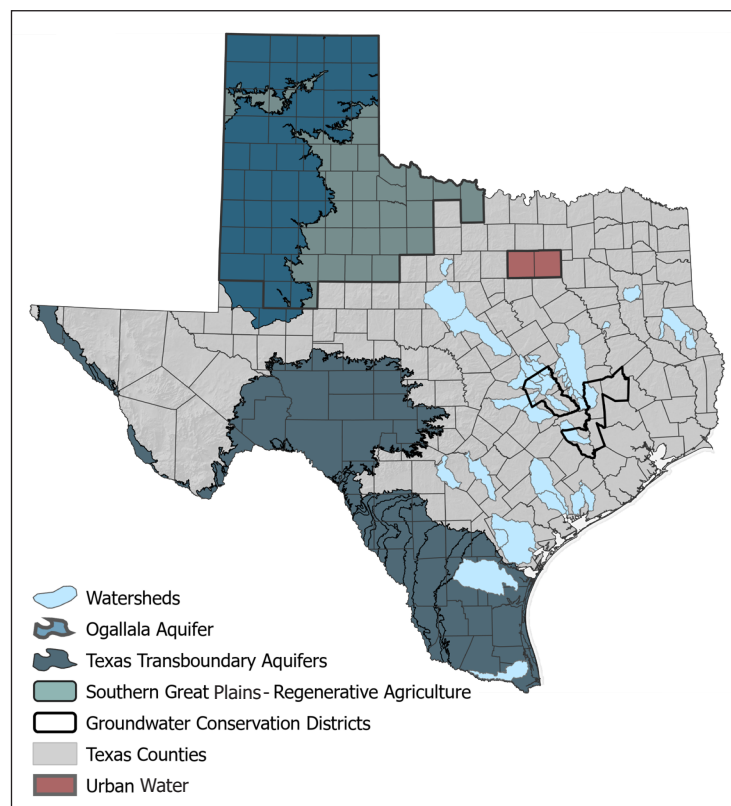 Watersheds
Ogallala Aquifer
Texas Transboundary Aquifers
Southern Great Plains - Regenerative Agriculture
Groundwater Conservation Districts
Texas Counties
Urban Water